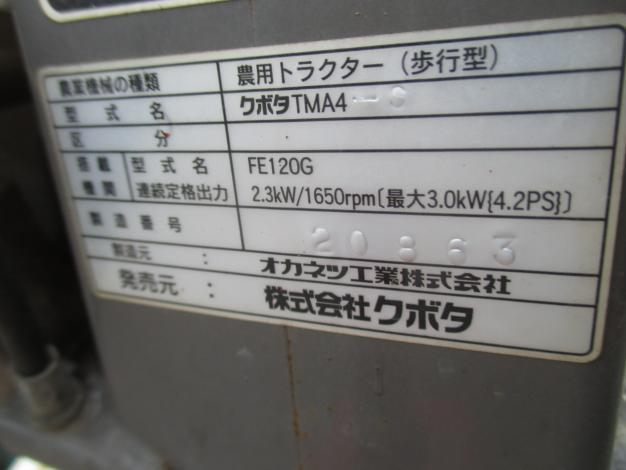 農業機械の種類 農用トラクター（歩行型）
型式名 クボタTMA4-S
区分
搭載機関 型式名 FE120G
連続定格出力 2.3kW/1650rpm〔最大3.0kW{4.2PS}〕
製造番号 20863
製造元 : オカネツ工業株式会社
発売元 : 株式会社クボタ